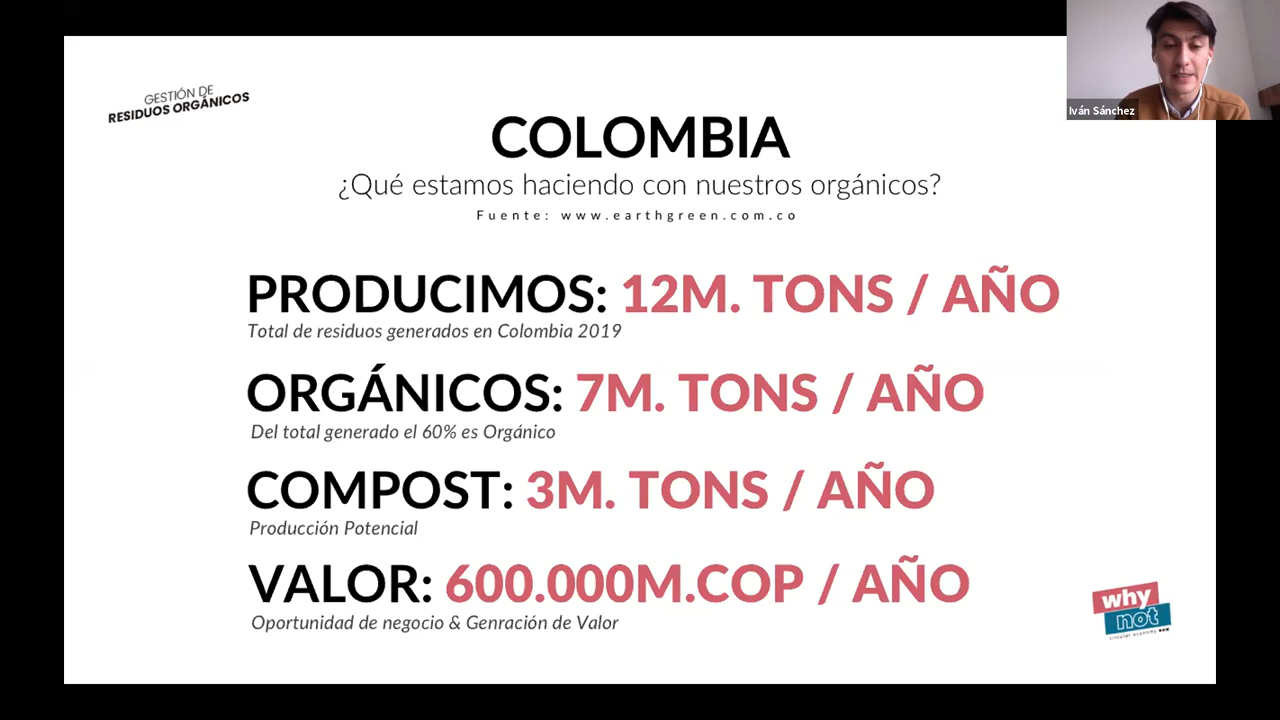 GESTIÓN DE
RESIDUOS ORGÁNICOS
Iván Sánchez
COLOMBIA
¿Qué estamos haciendo con nuestros orgánicos?
Fuente: www.earthgreen.com.co
PRODUCIMOS: 12M. TONS / AÑO
Total de residuos generados en Colombia 2019
ORGÁNICOS: 7M. TONS / AÑO
Del total generado el 60% es Orgánico
COMPOST: 3M. TONS / AÑO
Producción Potencial
VALOR: 600.000M.COP / AÑO
Oportunidad de negocio & Genración de Valor
why
not
circular economy